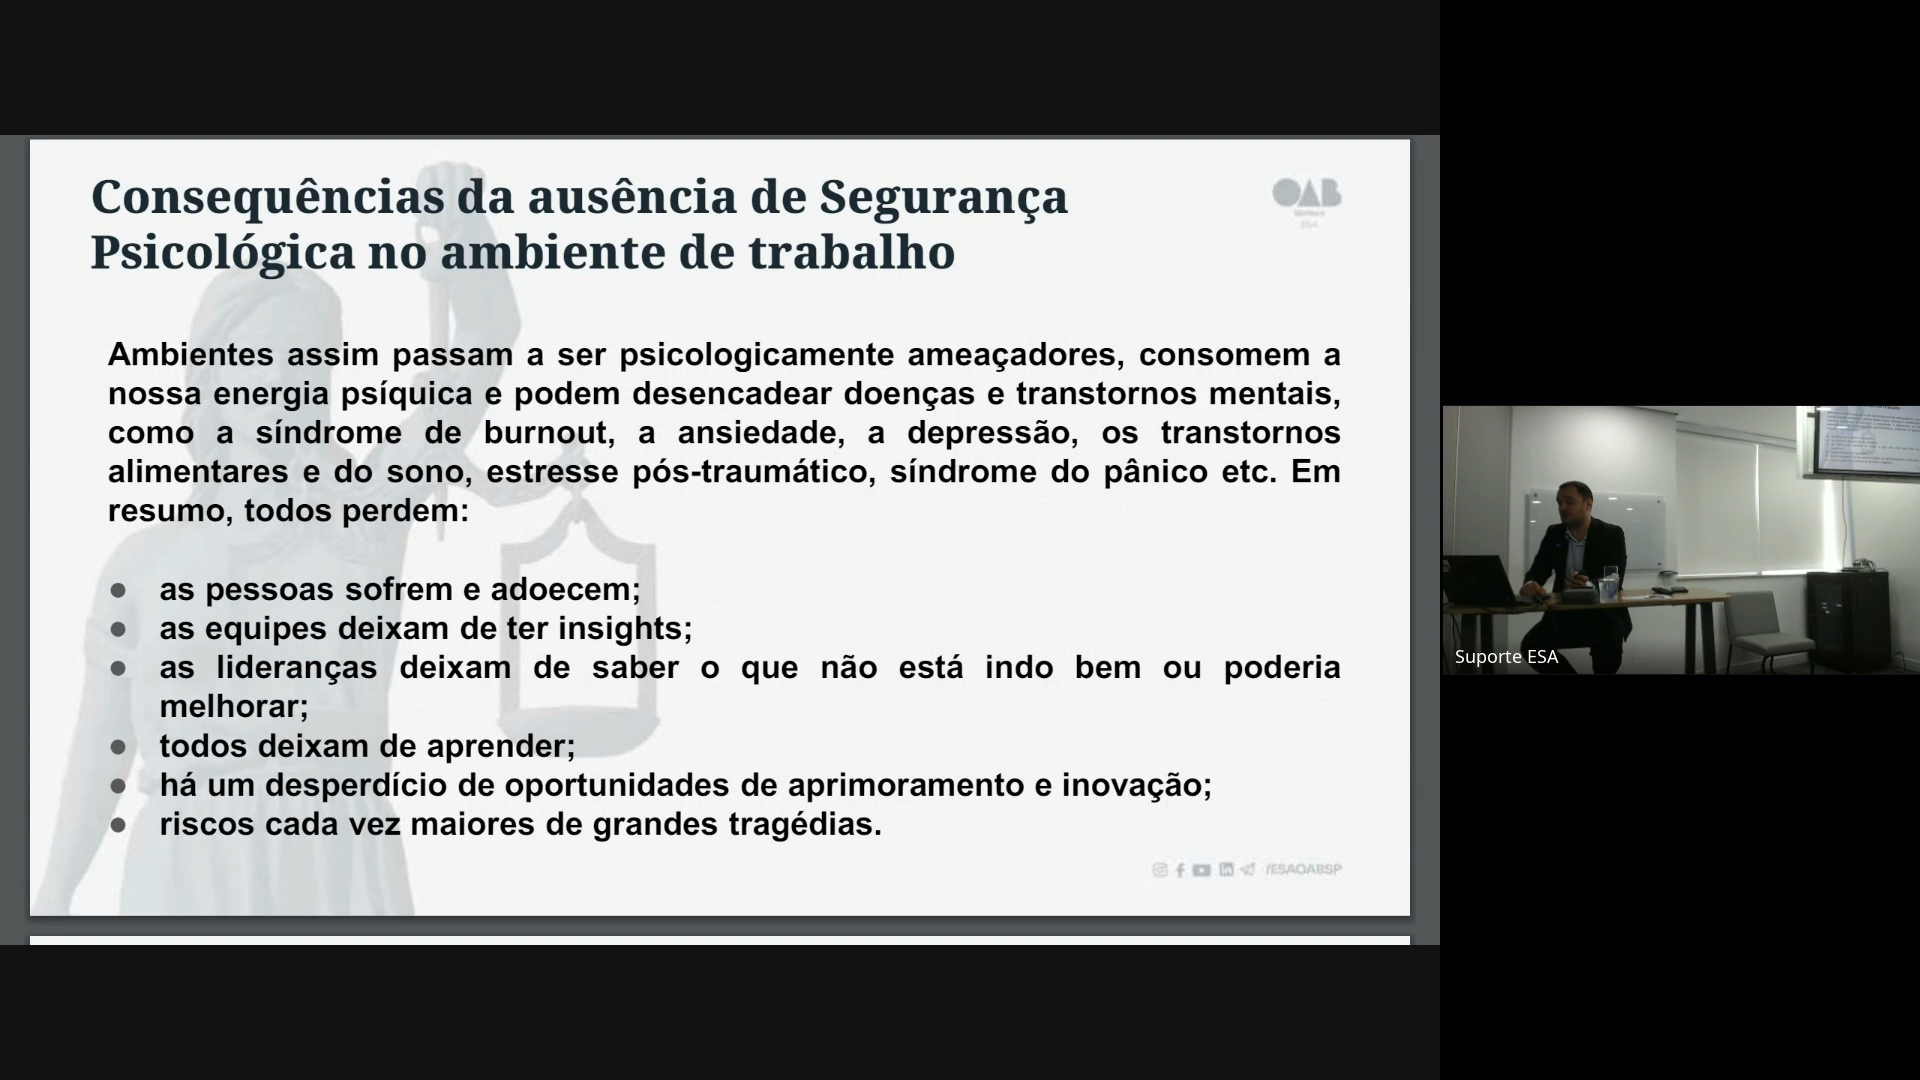 Consequências da ausência de Segurança
Psicológica no ambiente de trabalho
OAB
ESA
Ambientes assim passam a ser psicologicamente ameaçadores, consomem a
nossa energia psíquica e podem desencadear doenças e transtornos mentais,
como a síndrome de burnout, a ansiedade, a depressão, os transtornos
alimentares e do sono, estresse pós-traumático, síndrome do pânico etc. Em
resumo, todos perdem:
● as pessoas sofrem e adoecem;
● as equipes deixam de ter insights;
● as lideranças deixam de saber o que não está indo bem ou poderia
melhorar;
● todos deixam de aprender;
● há um desperdício de oportunidades de aprimoramento e inovação;
● riscos cada vez maiores de grandes tragédias.
/ESAOABSP
Suporte ESA